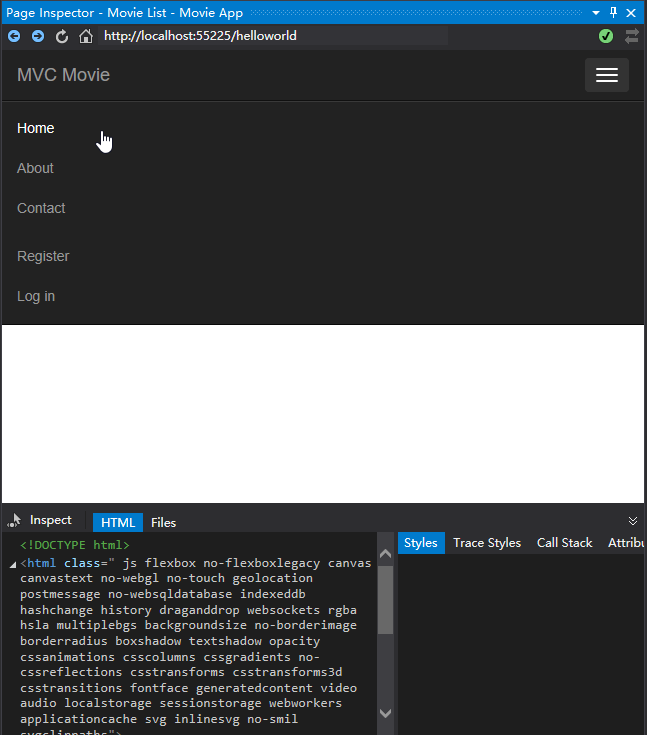 Page Inspector - Movie List - Movie App
http://localhost:55225/helloworld
MVC Movie
Home
About
Contact
Register
Log in
Inspect HTML Files
Styles Trace Styles Call Stack Attribu
<!DOCTYPE html>
<html class=" js flexbox no-flexboxlegacy canvas
canvastext no-webgl no-touch geolocation
postmessage no-websqldatabase indexeddb
hashchange history draganddrop websockets rgba
hsla multiplebgs backgroundsize no-borderimage
borderradius boxshadow textshadow opacity
cssanimations csscolumns cssgradients no-
cssreflections csstransforms csstransforms3d
csstransitions fontface generatedcontent video
audio localstorage sessionstorage webworkers
applicationcache svg inlinesvg no-smil
svgclippaths">